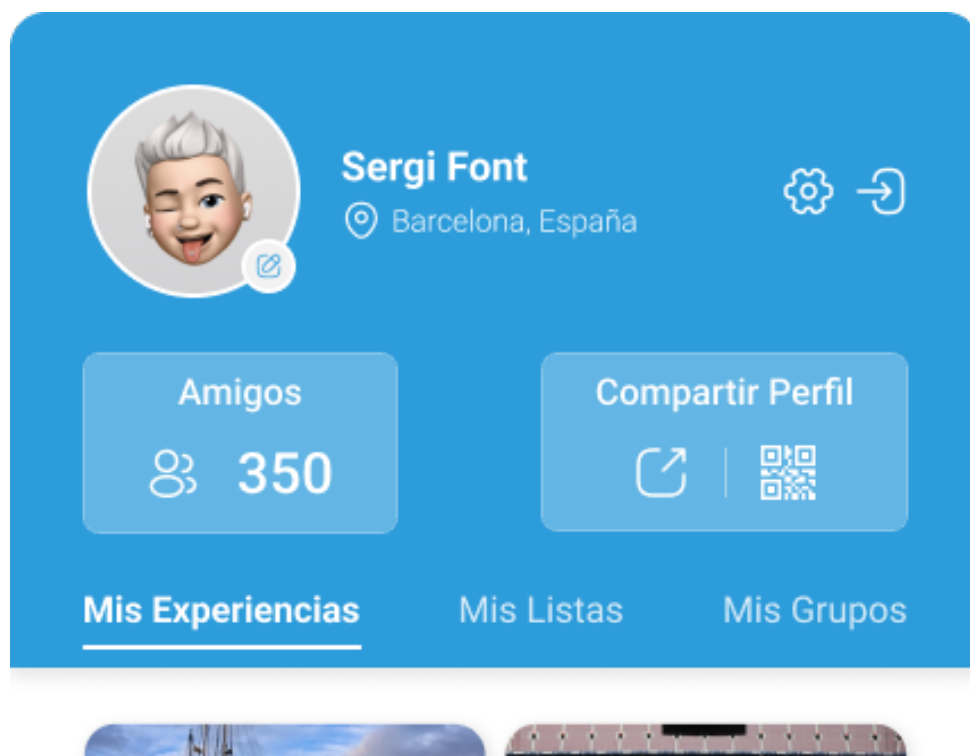 Sergi Font
Barcelona, España
Amigos
350
Compartir Perfil
Mis Experiencias
Mis Listas
Mis Grupos